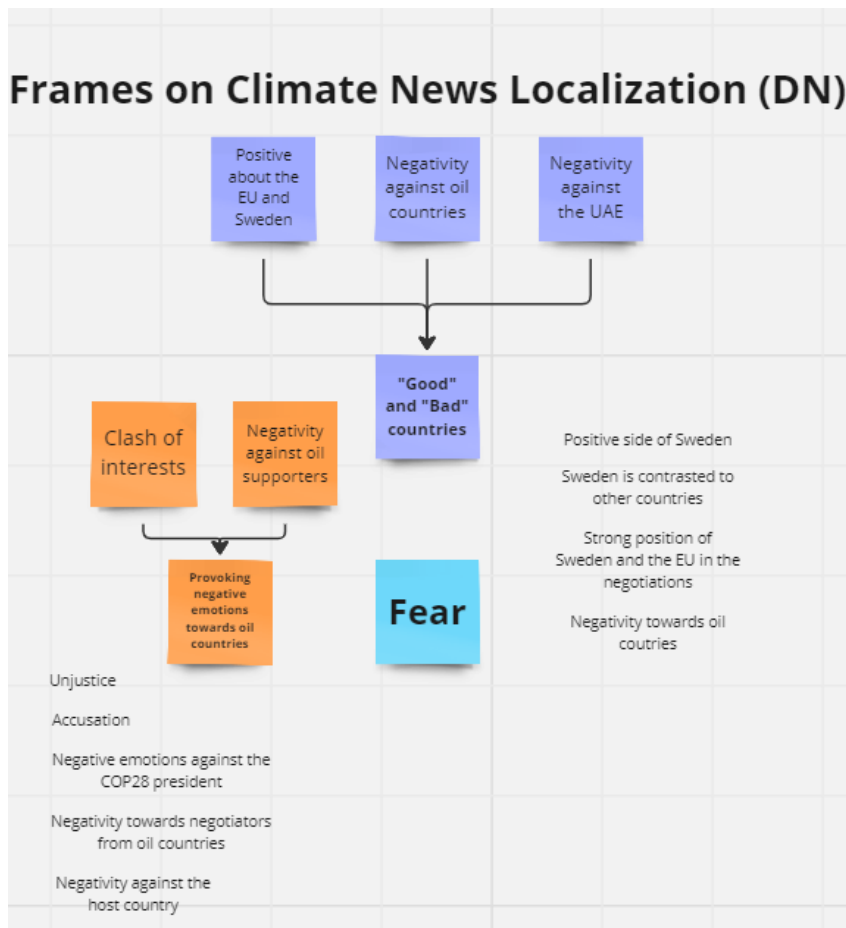 Frames on Climate News Localization (DN)
Positive
about the
EU and
Sweden
Negativity
against oil
countries
Negativity
against
the UAE
"Good"
and "Bad"
countries
Clash of
interests
Negativity
against oil
supporters
Provoking
negative
emotions
towards oil
countries
Fear
Positive side of Sweden
Sweden is contrasted to
other countries
Strong position of
Sweden and the EU in the
negotiations
Negativity towards oil
coutries
Unjustice
Accusation
Negative emotions against the
COP28 president
Negativity towards negotiators
from oil countries
Negativity against the
host country